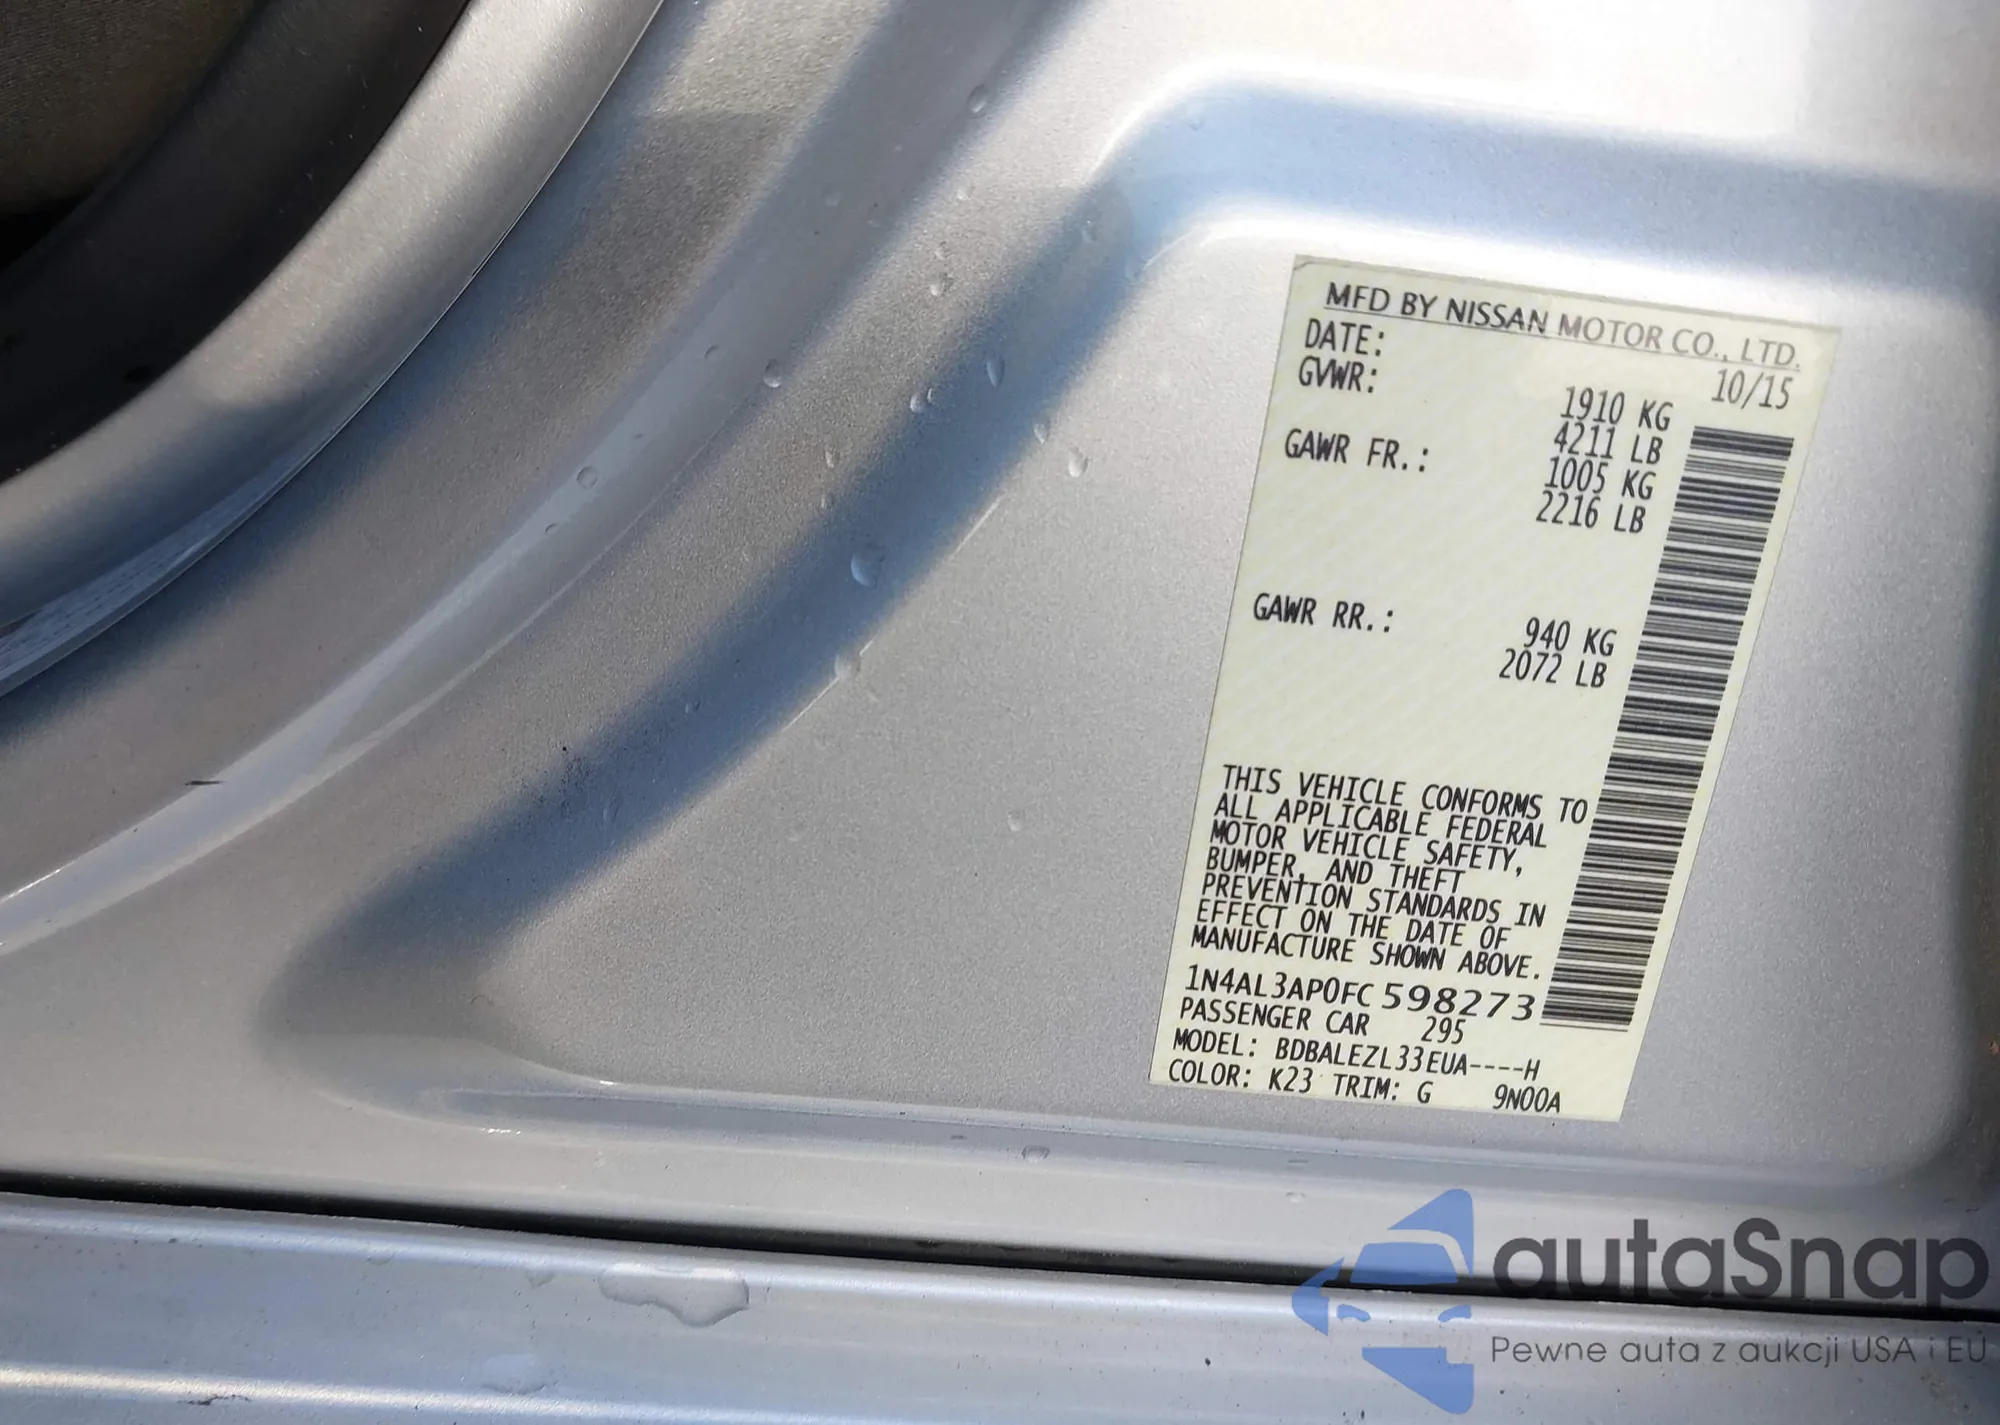 MFD BY NISSAN MOTOR CO., LTD.
DATE: 10/15
GVWR: 1910 KG
4211 LB
GAWR FR.: 1005 KG
2216 LB
GAWR RR.: 940 KG
2072 LB
THIS VEHICLE CONFORMS TO
ALL APPLICABLE FEDERAL
MOTOR VEHICLE SAFETY,
BUMPER, AND THEFT
PREVENTION STANDARDS IN
EFFECT ON THE DATE OF
MANUFACTURE SHOWN ABOVE.
1N4AL3AP0FC598273
PASSENGER CAR 295
MODEL: BDBALEZL33EUA----H
COLOR: K23 TRIM: G 9N00A
autaSnap
Pewne auta z aukcji USA i EU